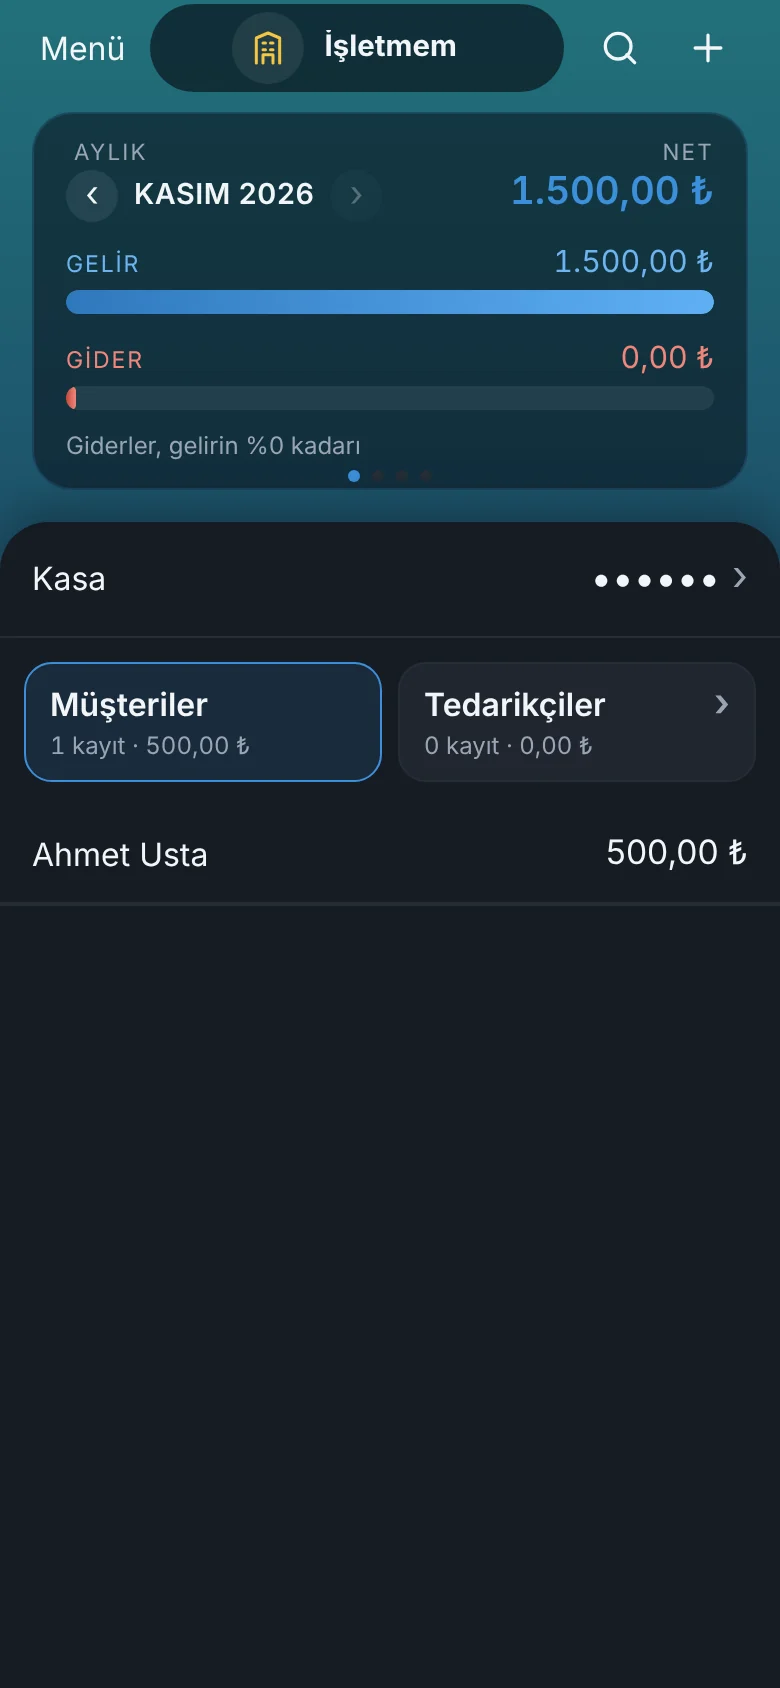 Menü
İşletmem
AYLIK
NET
KASIM 2026
1.500,00 ₺
GELİR
1.500,00 ₺
GİDER
0,00 ₺
Giderler, gelirin %0 kadarı
Kasa
••••••
Müşteriler
1 kayıt · 500,00 ₺
Tedarikçiler
0 kayıt · 0,00 ₺
Ahmet Usta
500,00 ₺